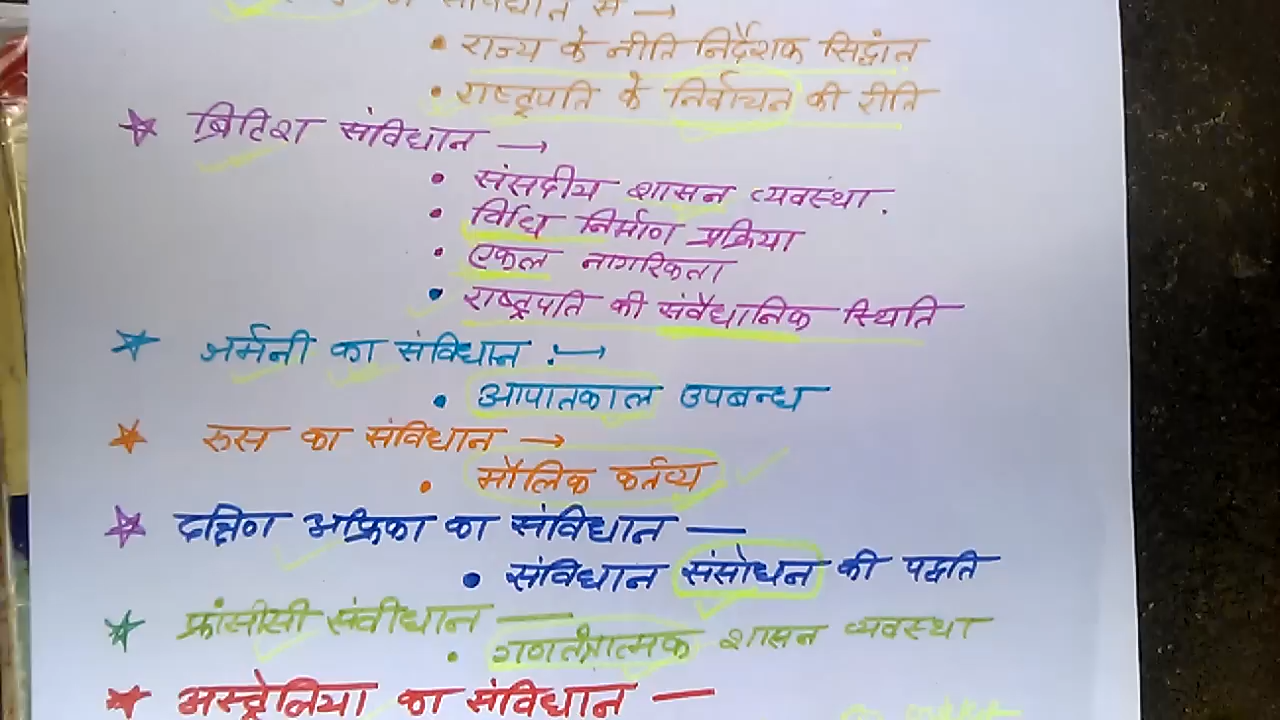 संविधान से →
• राज्य के नीति निर्देशक सिद्धांत
• राष्ट्रपति के निर्वाचन की रीति
ब्रिटिश संविधान →
• संसदीय शासन व्यवस्था.
• विधि निर्माण प्रक्रिया
• एकल नागरिकता
• राष्ट्रपति की संवैधानिक स्थिति
जर्मनी का संविधान :→
• आपातकाल उपबन्ध
रूस का संविधान →
• मौलिक कर्तव्य
दक्षिण अफ्रिका का संविधान —
• संविधान संसोधन की पद्धति
फ्रांसीसी संवीधान —
• गणतंत्रात्मक शासन व्यवस्था
अस्ट्रेलिया का संविधान —